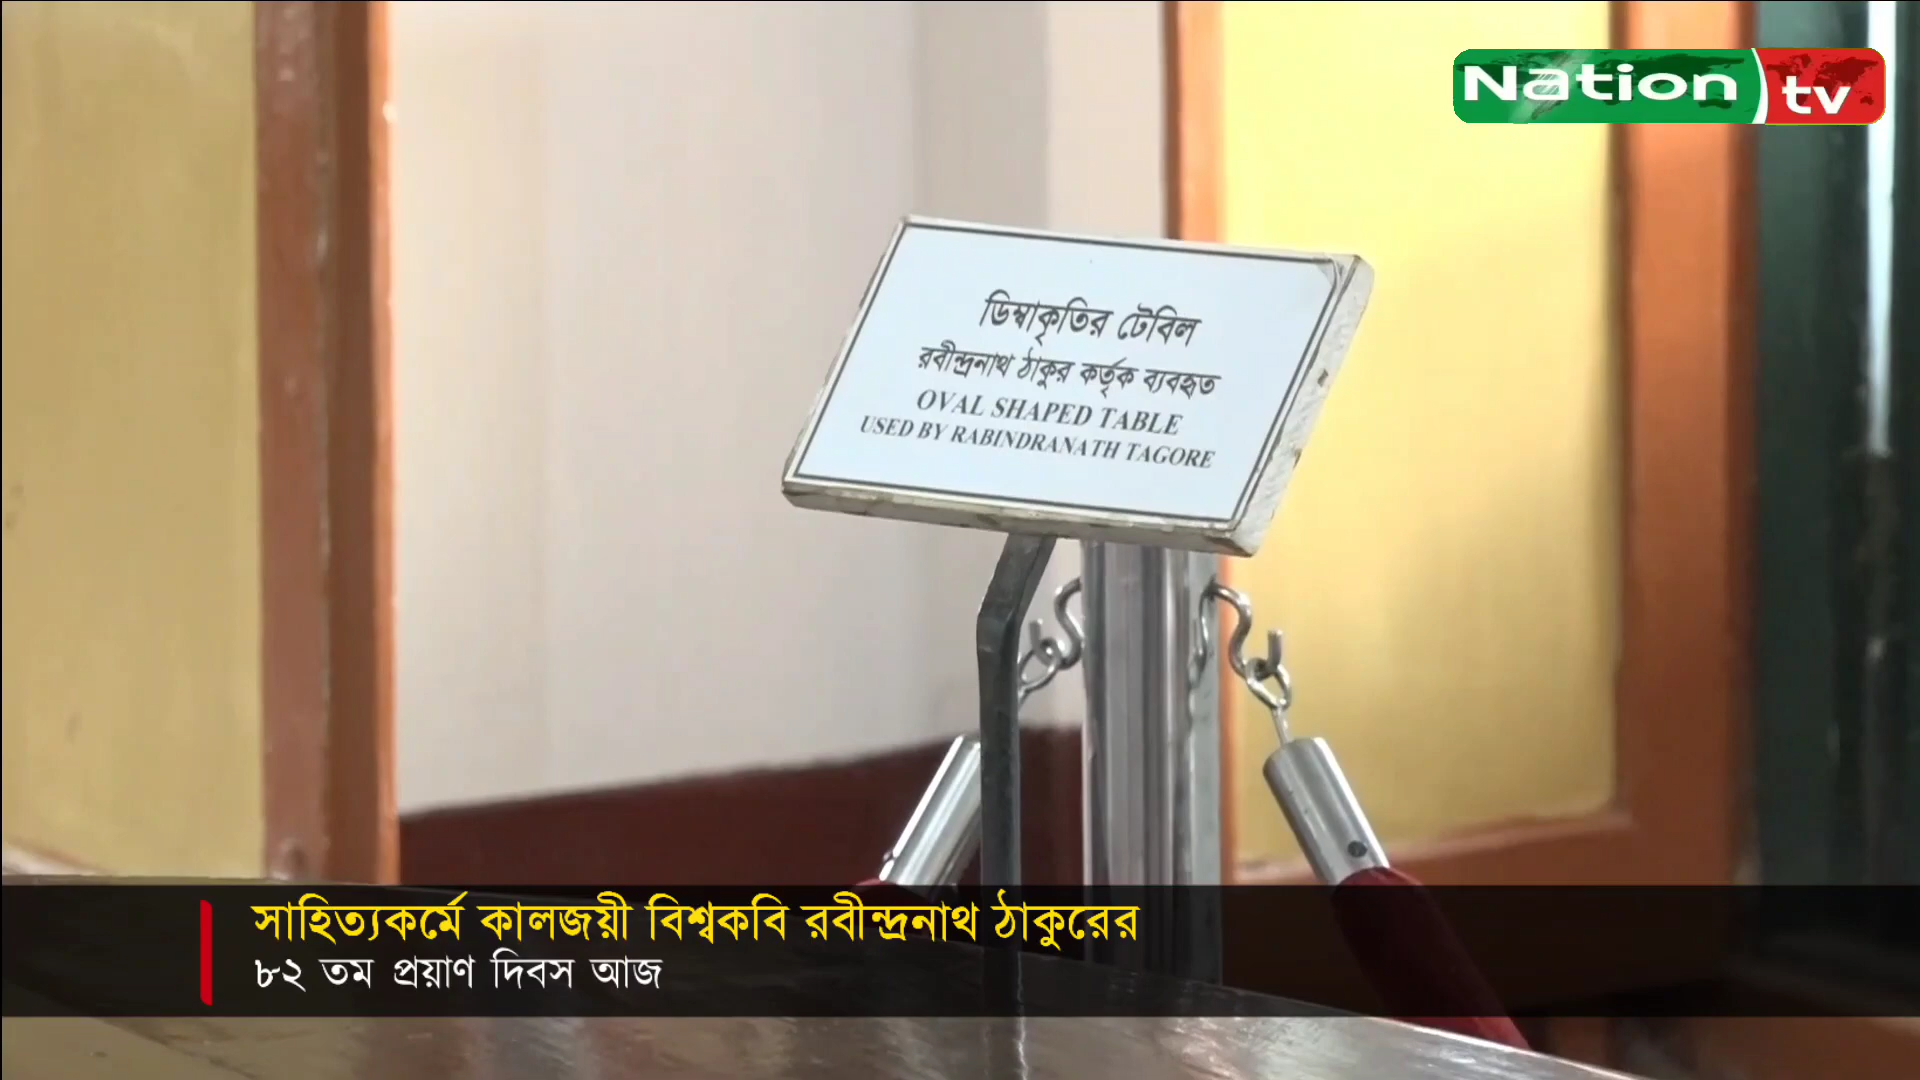 Nation tv
ডিম্বাকৃতির টেবিল
রবীন্দ্রনাথ ঠাকুর কর্তৃক ব্যবহৃত
OVAL SHAPED TABLE
USED BY RABINDRANATH TAGORE
সাহিত্যকর্মে কালজয়ী বিশ্বকবি রবীন্দ্রনাথ ঠাকুরের
৮২ তম প্রয়াণ দিবস আজ